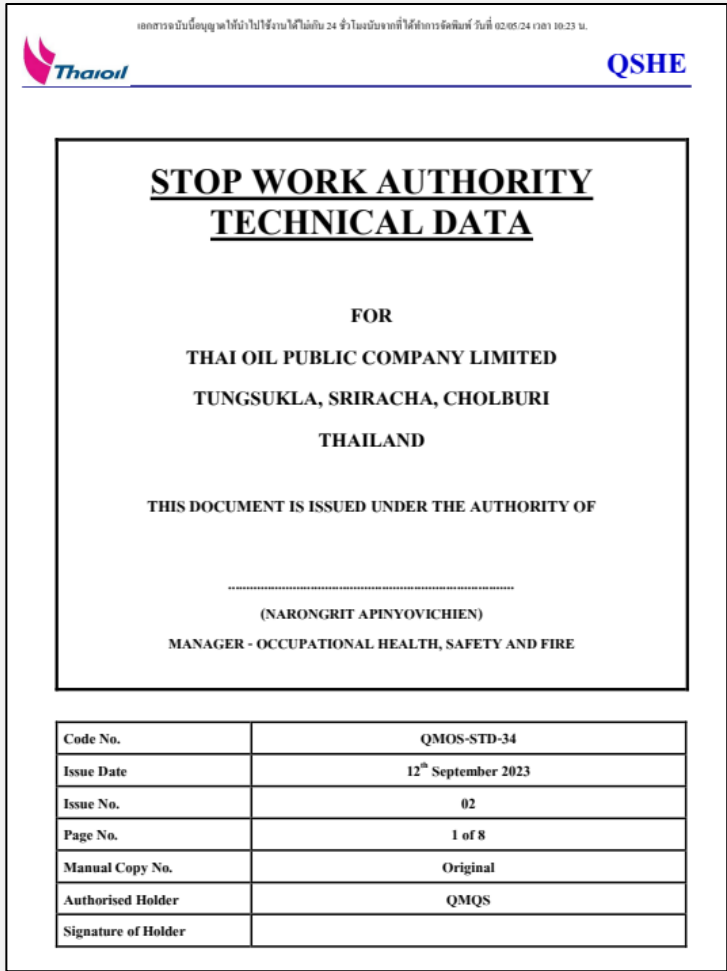 เอกสารฉบับนี้อนุญาตให้นำไปใช้งานได้ไม่เกิน 24 ชั่วโมงนับจากที่ได้ทำการจัดพิมพ์ วันที่ 02/05/24 เวลา 10:23 น.
Thaioil
QSHE
STOP WORK AUTHORITY
TECHNICAL DATA
FOR
THAI OIL PUBLIC COMPANY LIMITED
TUNGSUKLA, SRIRACHA, CHOLBURI
THAILAND
THIS DOCUMENT IS ISSUED UNDER THE AUTHORITY OF
................................................................................
(NARONGRIT APINYOVICHIEN)
MANAGER - OCCUPATIONAL HEALTH, SAFETY AND FIRE
Code No. QMOS-STD-34
Issue Date 12th September 2023
Issue No. 02
Page No. 1 of 8
Manual Copy No. Original
Authorised Holder QMQS
Signature of Holder